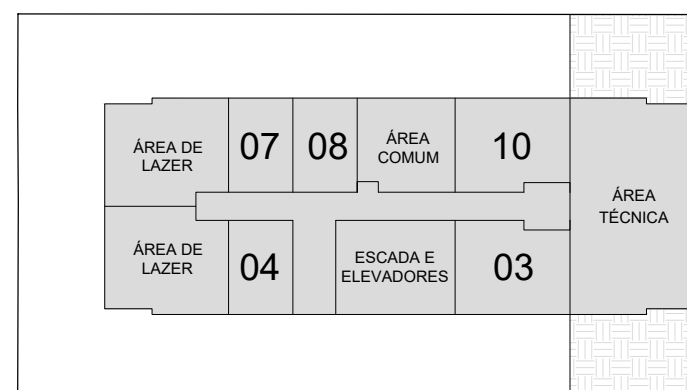 ÁREA DE
LAZER
07
08
ÁREA
COMUM
10
ÁREA
TÉCNICA
ÁREA DE
LAZER
04
ESCADA E
ELEVADORES
03